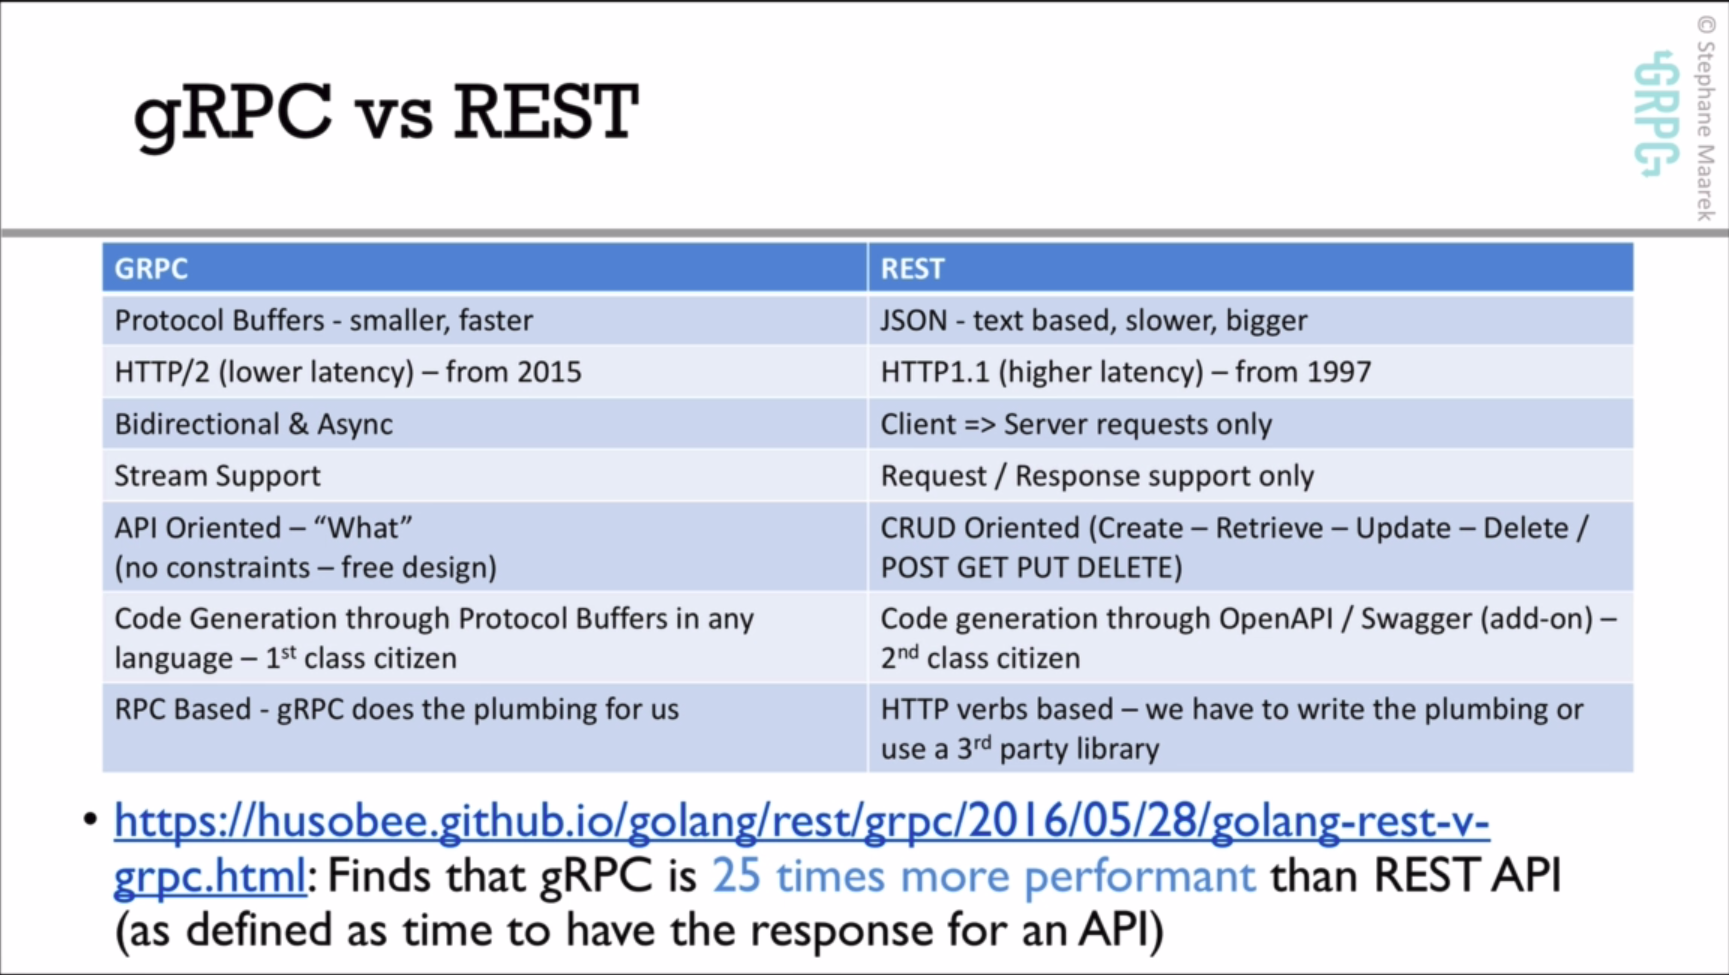 gRPC vs REST
GRPC
© Stephane Maarek
GRPC
REST
Protocol Buffers - smaller, faster
JSON - text based, slower, bigger
HTTP/2 (lower latency) – from 2015
HTTP1.1 (higher latency) – from 1997
Bidirectional & Async
Client => Server requests only
Stream Support
Request / Response support only
API Oriented – “What”
(no constraints – free design)
CRUD Oriented (Create – Retrieve – Update – Delete /
POST GET PUT DELETE)
Code Generation through Protocol Buffers in any
language – 1st class citizen
Code generation through OpenAPI / Swagger (add-on) –
2nd class citizen
RPC Based - gRPC does the plumbing for us
HTTP verbs based – we have to write the plumbing or
use a 3rd party library
• https://husobee.github.io/golang/rest/grpc/2016/05/28/golang-rest-v-
grpc.html: Finds that gRPC is 25 times more performant than REST API
(as defined as time to have the response for an API)